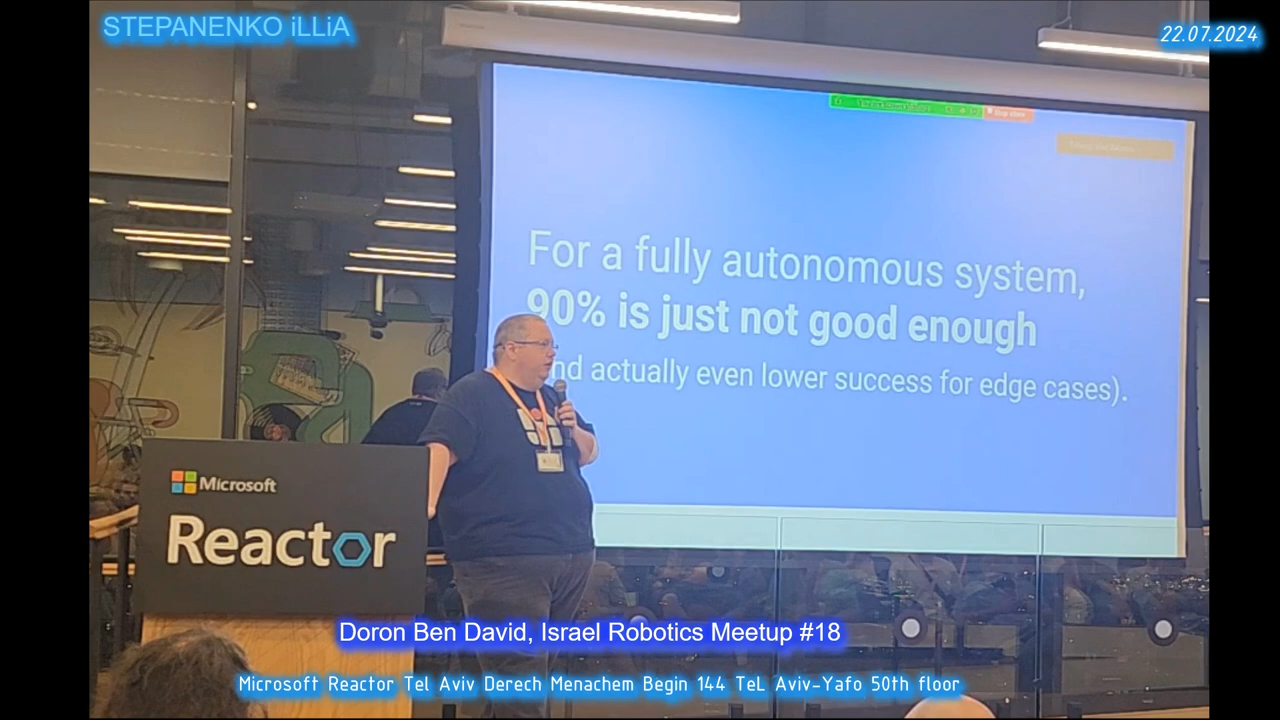 STEPANENKO iLLiA
22.07.2024
Stop share
For a fully autonomous system,
90% is just not good enough
nd actually even lower success for edge cases).
Microsoft
Reactor
Doron Ben David, Israel Robotics Meetup #18
Microsoft Reactor Tel Aviv Derech Menachem Begin 144 TeL Aviv-Yafo 50th floor